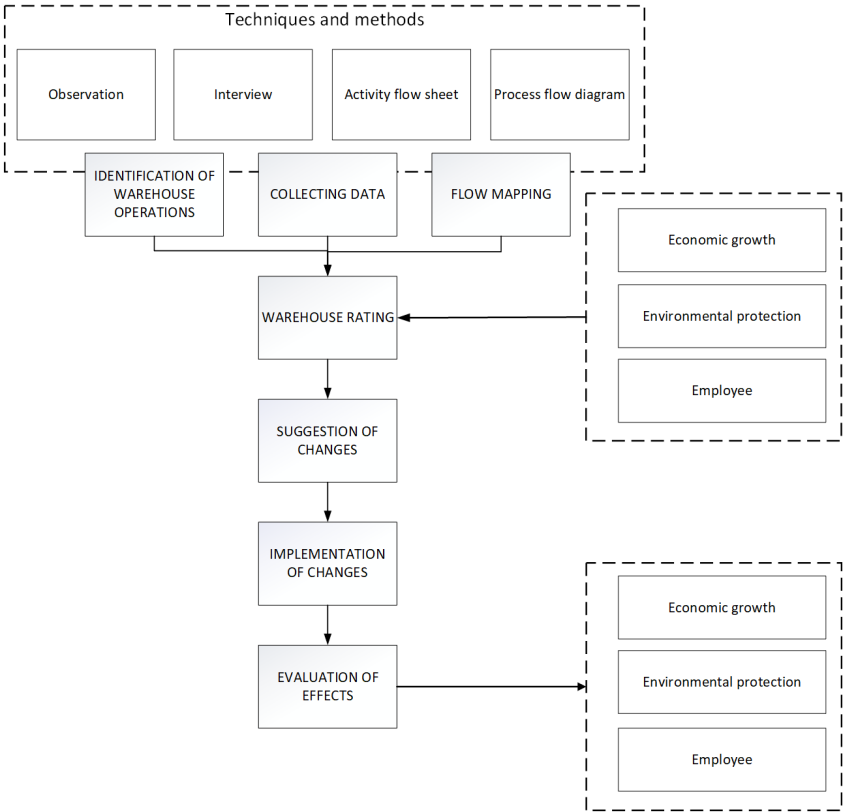 Techniques and methods
Observation
Interview
Activity flow sheet
Process flow diagram
IDENTIFICATION OF
WAREHOUSE
OPERATIONS
COLLECTING DATA
FLOW MAPPING
Economic growth
Environmental protection
Employee
WAREHOUSE RATING
SUGGESTION OF
CHANGES
IMPLEMENTATION
OF CHANGES
EVALUATION OF
EFFECTS
Economic growth
Environmental protection
Employee